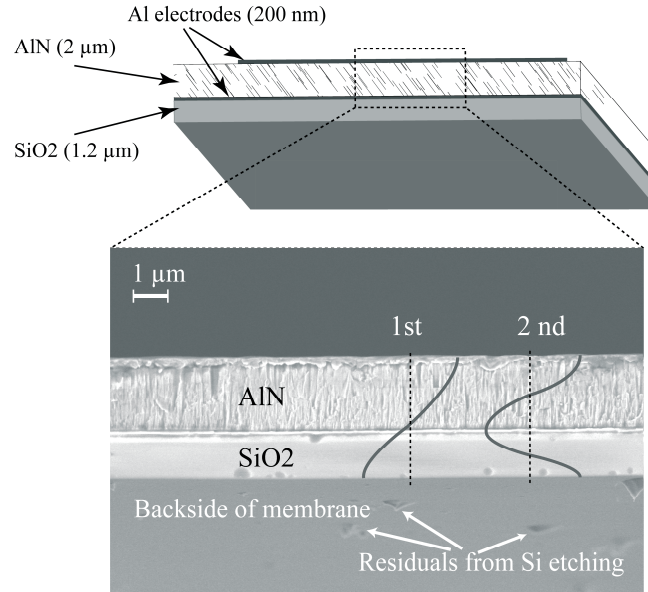 Al electrodes (200 nm)
AlN (2 μm)
SiO2 (1.2 μm)
1 μm
1st
2 nd
AlN
SiO2
Backside of membrane
Residuals from Si etching